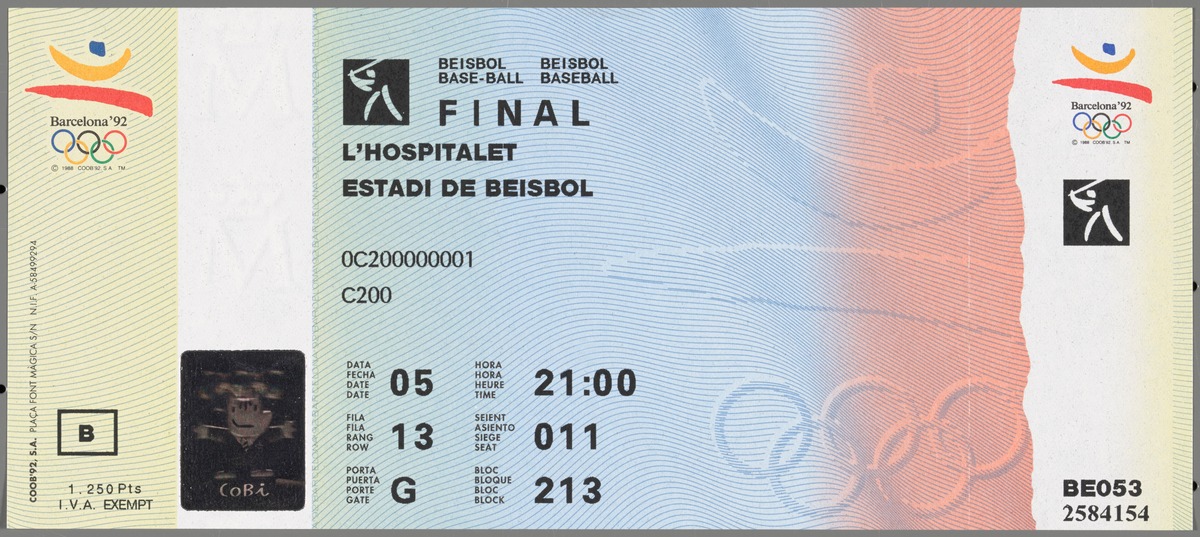 Barcelona '92
© 1988 COOB'92, S.A. TM
COOB'92, S.A. PLAÇA FONT MÀGICA S/N N.I.F. A-58499294
B
1.250 Pts
I.V.A. EXEMPT
COBi
BEISBOL BEISBOL
BASE-BALL BASEBALL
FINAL
L'HOSPITALET
ESTADI DE BEISBOL
0C200000001
C200
DATA
FECHA
DATE
DATE
05
HORA
HORA
HEURE
TIME
21:00
FILA
FILA
RANG
ROW
13
SEIENT
ASIENTO
SIEGE
SEAT
011
PORTA
PUERTA
PORTE
GATE
G
BLOC
BLOQUE
BLOC
BLOCK
213
Barcelona '92
© 1988 COOB'92, S.A. TM
BE053
2584154